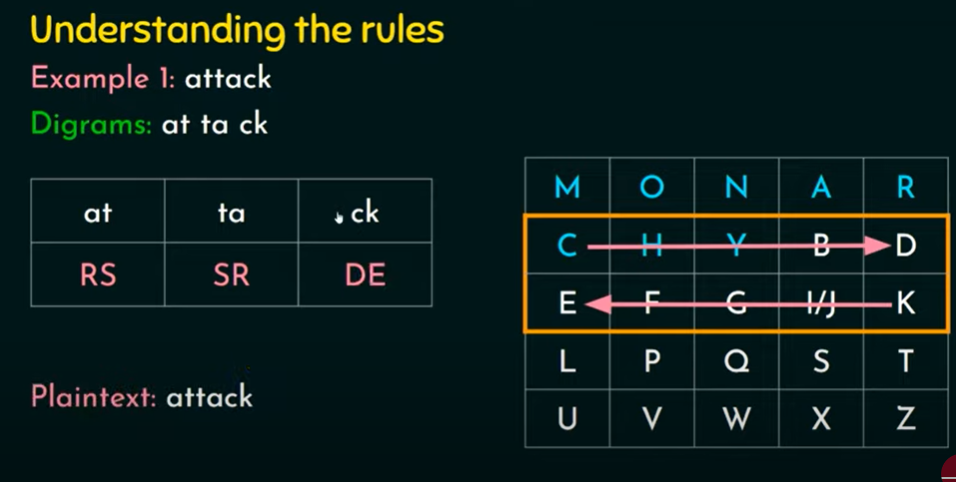 Understanding the rules
Example 1: attack
Digrams: at ta ck
at ta ck
RS SR DE
Plaintext: attack
M O N A R
C H Y B D
E F G I/J K
L P Q S T
U V W X Z